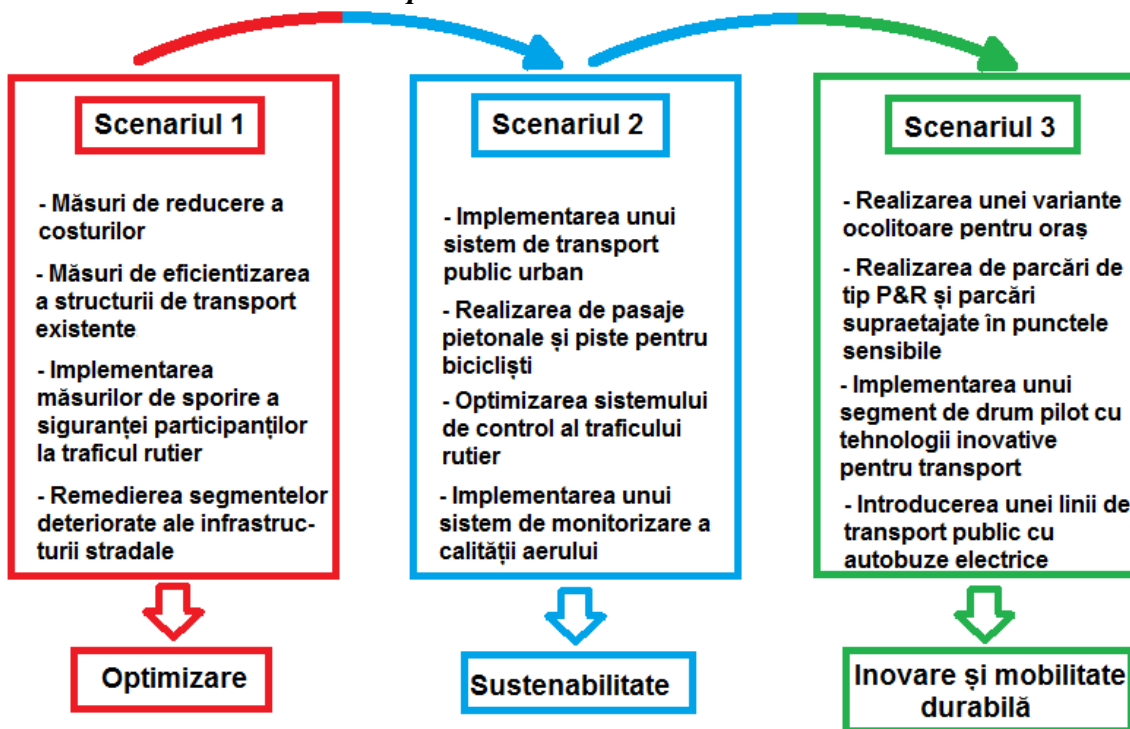 Scenariul 1
- Măsuri de reducere a
costurilor
- Măsuri de eficientizarea
a structurii de transport
existente
- Implementarea
măsurilor de sporire a
siguranței participanților
la traficul rutier
- Remedierea segmentelor
deteriorate ale infrastruc-
turii stradale
Optimizare
Scenariul 2
- Implementarea unui
sistem de transport
public urban
- Realizarea de pasaje
pietonale și piste pentru
bicicliști
- Optimizarea sistemului
de control al traficului
rutier
- Implementarea unui
sistem de monitorizare a
calității aerului
Sustenabilitate
Scenariul 3
- Realizarea unei variante
ocolitoare pentru oraș
- Realizarea de parcări de
tip P&R și parcări
supraetajate în punctele
sensibile
- Implementarea unui
segment de drum pilot cu
tehnologii inovative
pentru transport
- Introducerea unei linii de
transport public cu
autobuze electrice
Inovare și mobilitate
durabilă